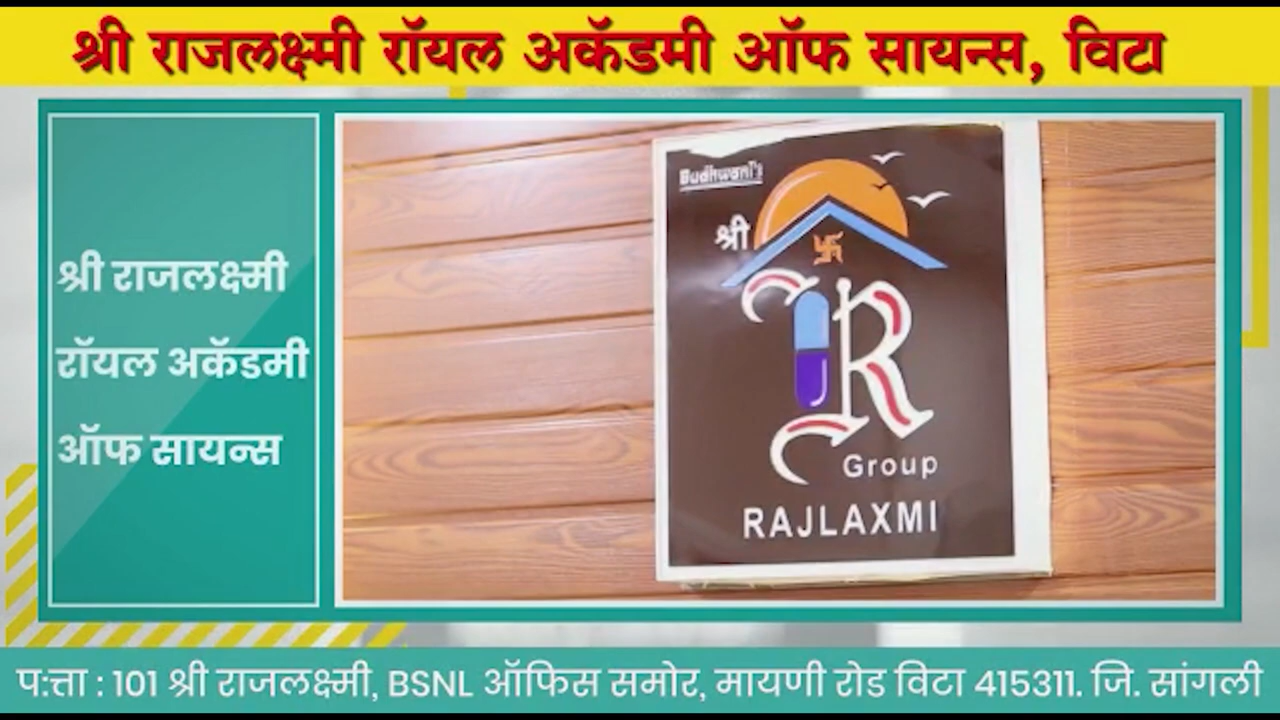 श्री राजलक्ष्मी रॉयल अकॅडमी ऑफ सायन्स, विटा
श्री राजलक्ष्मी
रॉयल अकॅडमी
ऑफ सायन्स
Budhwani's
श्री
R
Group
RAJLAXMI
प:त्ता : 101 श्री राजलक्ष्मी, BSNL ऑफिस समोर, मायणी रोड विटा 415311. जि. सांगली